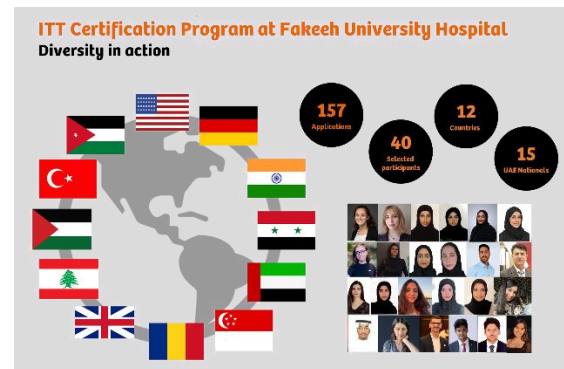 ITT Certification Program at Fakeeh University Hospital
Diversity in action
157
Applications
12
Countries
40
Selected
participants
15
UAE Nationals